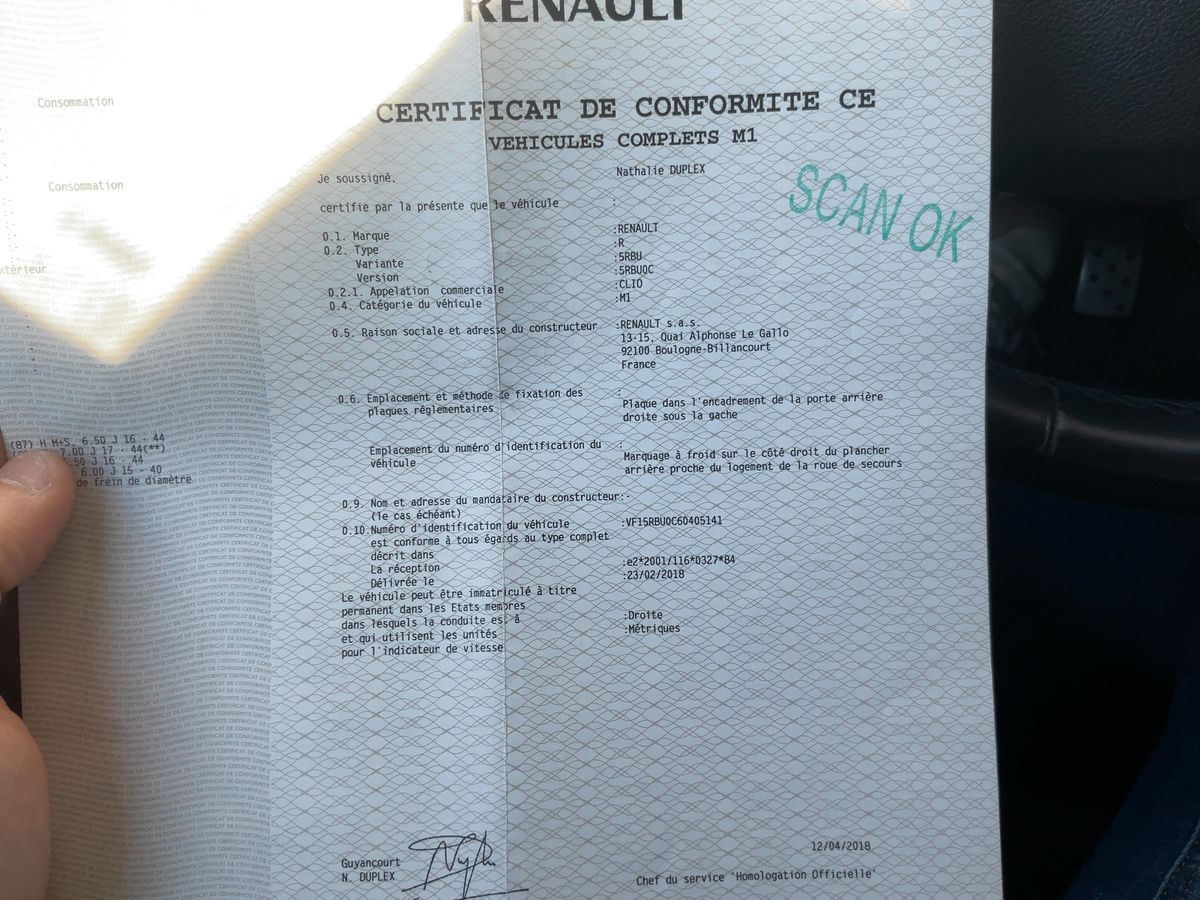 RENAULT
CERTIFICAT DE CONFORMITE CE
VEHICULES COMPLETS M1
SCAN OK
Je soussigné, Nathalie DUPLEX
certifie par la présente que le véhicule :
0.1. Marque :RENAULT
0.2. Type :R
Variante :5RBU
Version :5RBUQC
0.2.1. Appelation commerciale :CLIO
0.4. Catégorie du véhicule :M1
0.5. Raison sociale et adresse du constructeur :RENAULT s.a.s.
13-15, Quai Alphonse Le Gallo
92100 Boulogne-Billancourt
France
0.6. Emplacement et méthode de fixation des :
plaques réglementaires Plaque dans l'encadrement de la porte arrière
droite sous la gache
Emplacement du numéro d'identification du :
véhicule Marquage à froid sur le côté droit du plancher
arrière proche du logement de la roue de secours
0.9. Nom et adresse du mandataire du constructeur:-
(le cas échéant)
0.10.Numéro d'identification du véhicule :VF15RBU0C60405141
est conforme à tous égards au type complet
décrit dans
La réception :e2*2001/116*0327*84
Délivrée le :23/02/2018
Le véhicule peut être immatriculé à titre
permanent dans les Etats membres
dans lesquels la conduite est à :Droite
et qui utilisent les unités :Métriques
pour l'indicateur de vitesse
Guyancourt
N. DUPLEX
12/04/2018
Chef du service 'Homologation Officielle'
Consommation
Consommation
xtérieur
(87) H M+S, 6.50 J 16 - 44
7.00 J 17 - 44(**)
.50 J 16 - 44
6.00 J 15 - 40
de frein de diamètre